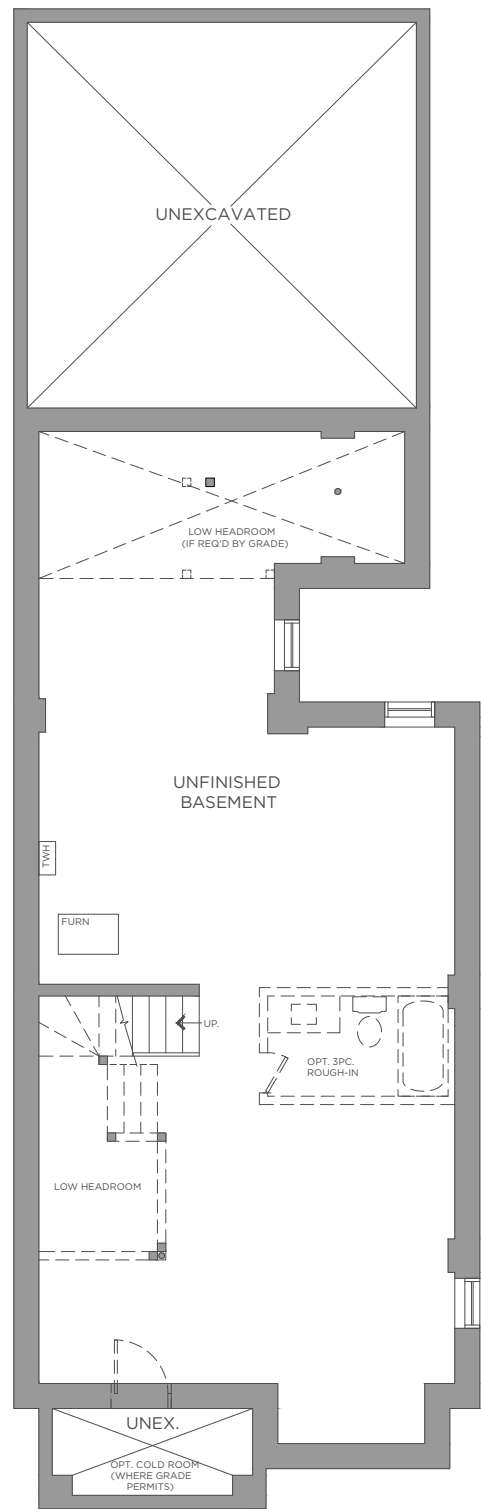 UNEXCAVATED
LOW HEADROOM
(IF REQ'D BY GRADE)
UNFINISHED
BASEMENT
TWH
FURN
UP.
OPT. 3PC.
ROUGH-IN
LOW HEADROOM
UNEX.
OPT. COLD ROOM
(WHERE GRADE
PERMITS)